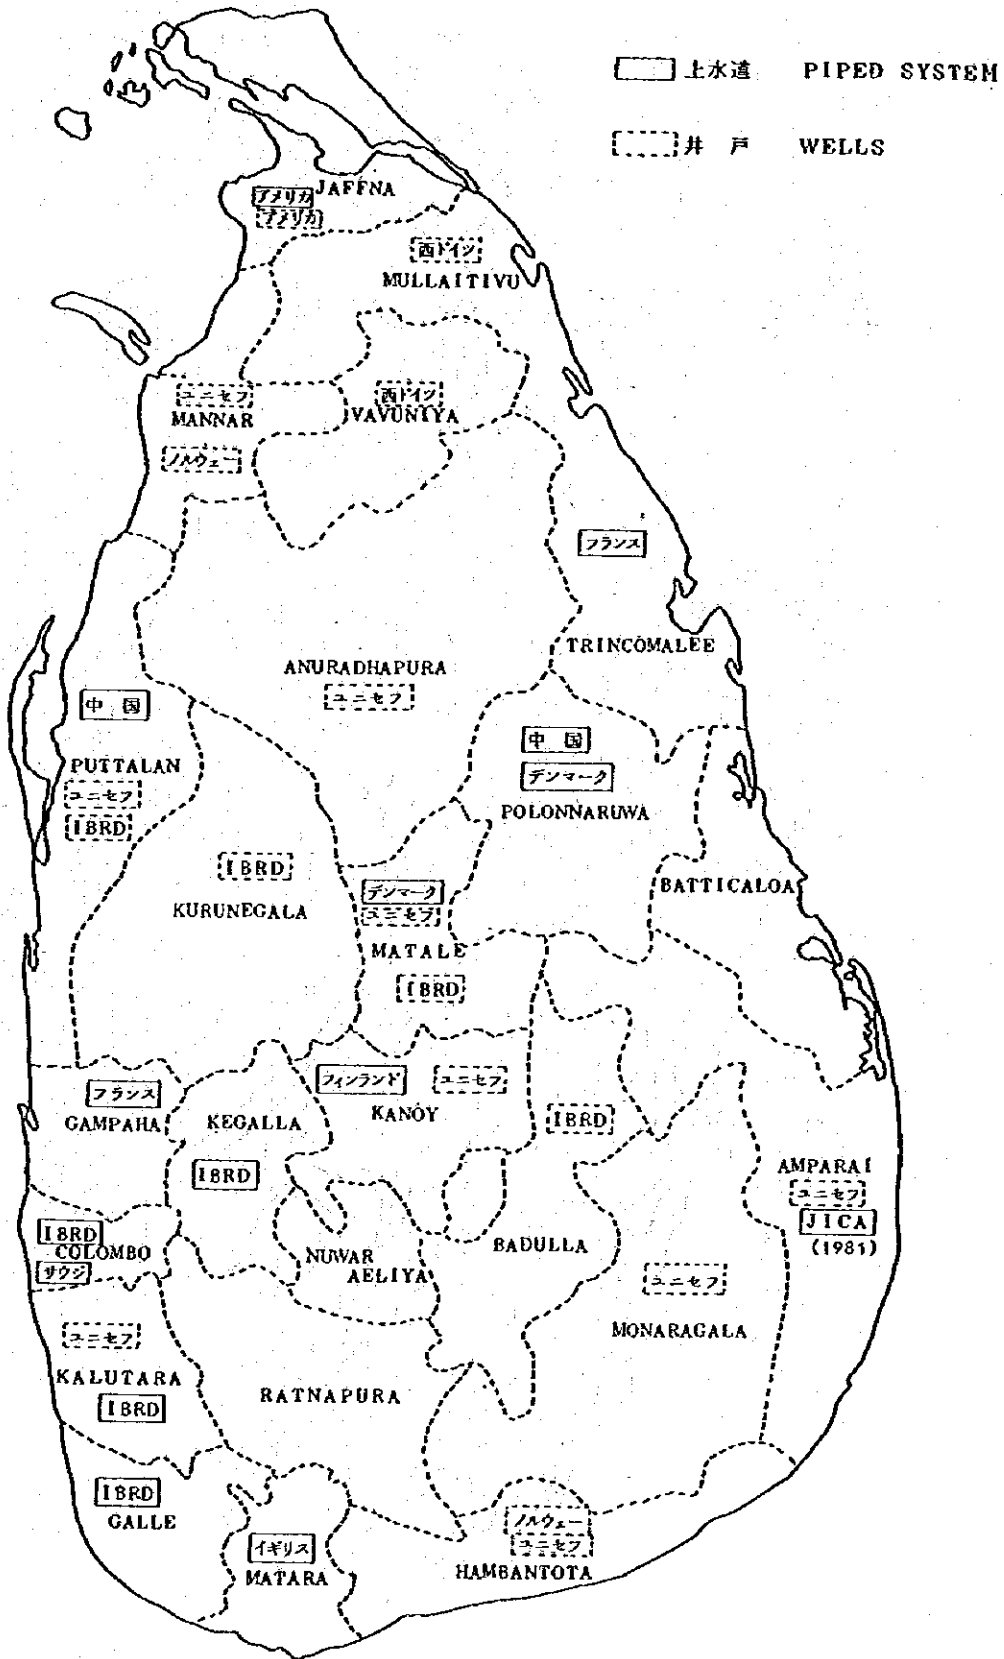 上水道 PIPED SYSTEM
井戸 WELLS
JAFFNA
アメリカ
アメリカ
西ドイツ
MULLAITIVU
ユニセフ
MANNAR
ノルウェー
西ドイツ
VAVUNIYA
フランス
TRINCOMALEE
ANURADHAPURA
ユニセフ
中国
PUTTALAN
ユニセフ
IBRD
中国
デンマーク
POLONNARUWA
IBRD
KURUNEGALA
デンマーク
ユニセフ
MATALE
IBRD
BATTICALOA
フランス
GAMPAHA
KEGALLA
IBRD
フィンランド
ユニセフ
KANOY
IBRD
BADULLA
AMPARAI
ユニセフ
JICA
(1981)
IBRD
COLOMBO
サウジ
NUWAR
AELIYA
ユニセフ
MONARAGALA
ユニセフ
KALUTARA
IBRD
RATNAPURA
IBRD
GALLE
イギリス
MATARA
ノルウェー
ユニセフ
HAMBANTOTA